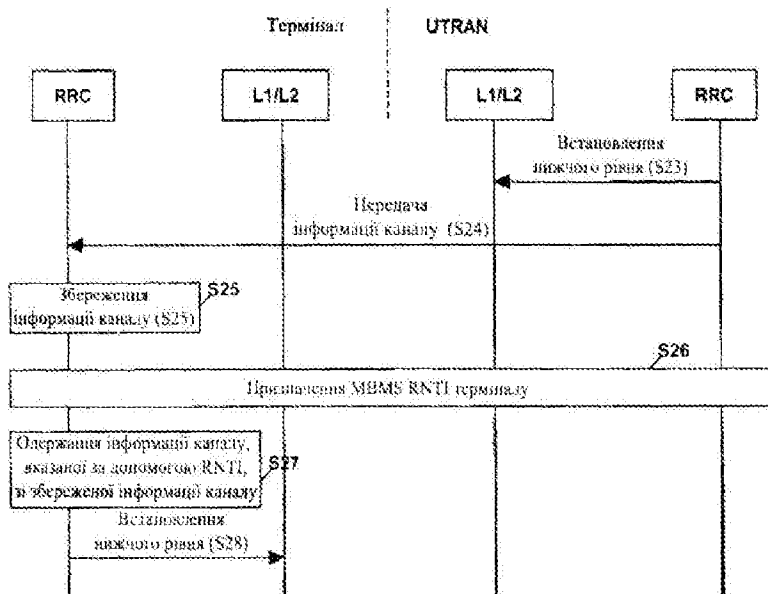 Термінал
UTRAN
RRC
L1/L2
L1/L2
RRC
Встановлення
нижчого рівня (S23)
Передача
інформації каналу (S24)
Збереження
інформації каналу (S25)
S25
S26
Призначення MBMS RNTI терміналу
Одержання інформації каналу,
вказаної за допомогою RNTI,
зі збереженої інформації каналу
S27
Встановлення
нижчого рівня (S28)